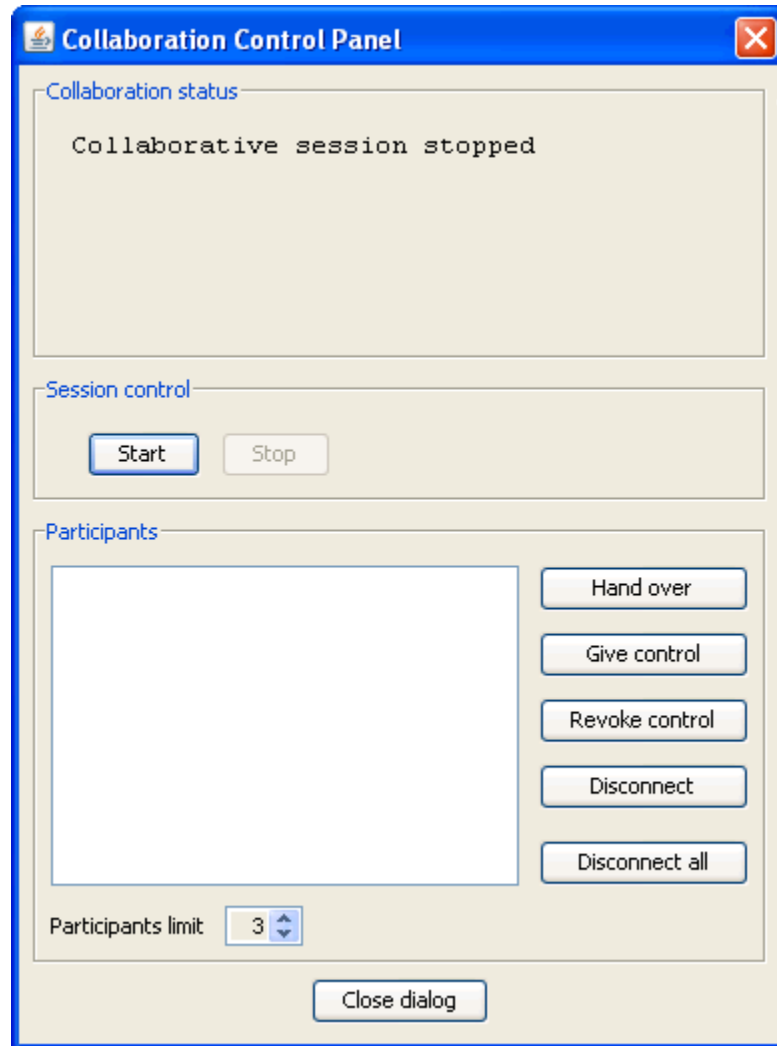 Collaboration Control Panel
Collaboration status
Collaborative session stopped
Session control
Start Stop
Participants
Hand over
Give control
Revoke control
Disconnect
Disconnect all
Participants limit 3
Close dialog